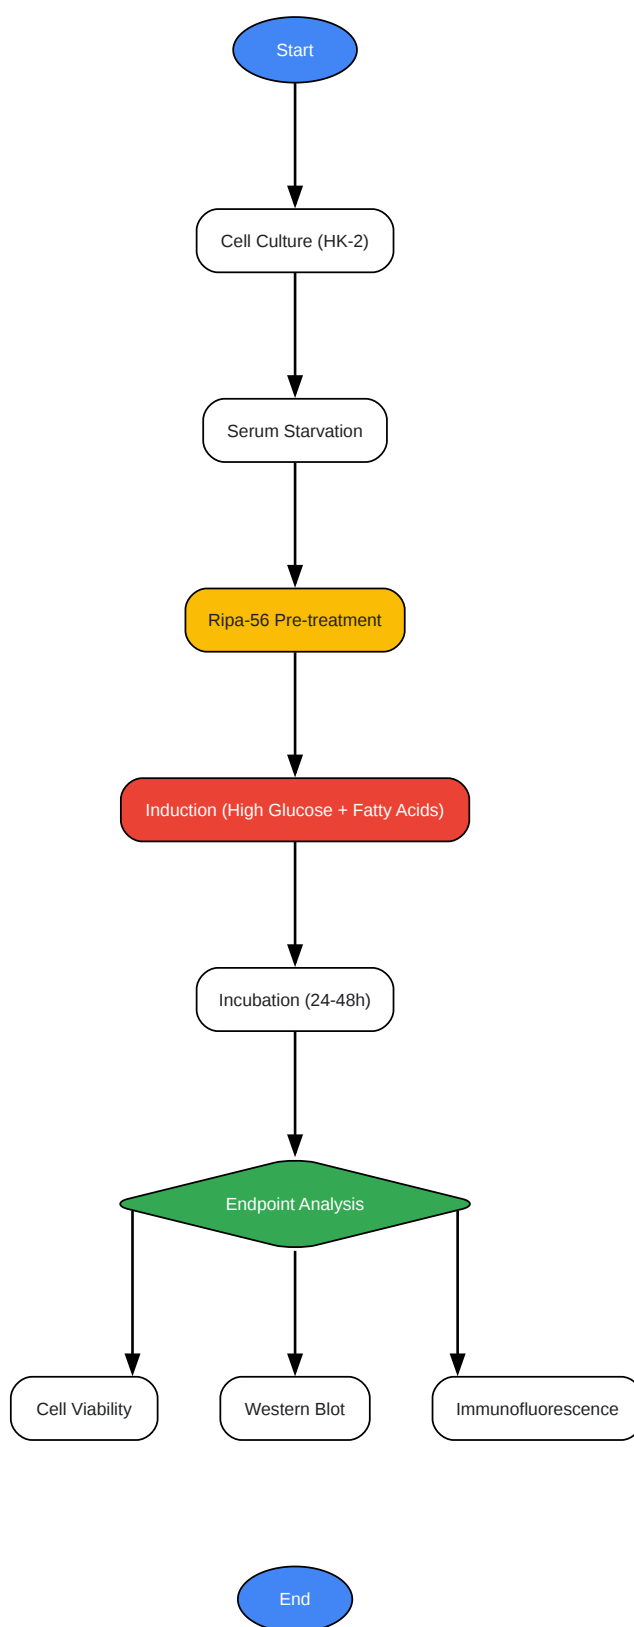 Start
Cell Culture (HK-2)
Serum Starvation
Ripa-56 Pre-treatment
Induction (High Glucose + Fatty Acids)
Incubation (24-48h)
Endpoint Analysis
Cell Viability
Western Blot
Immunofluorescence
End